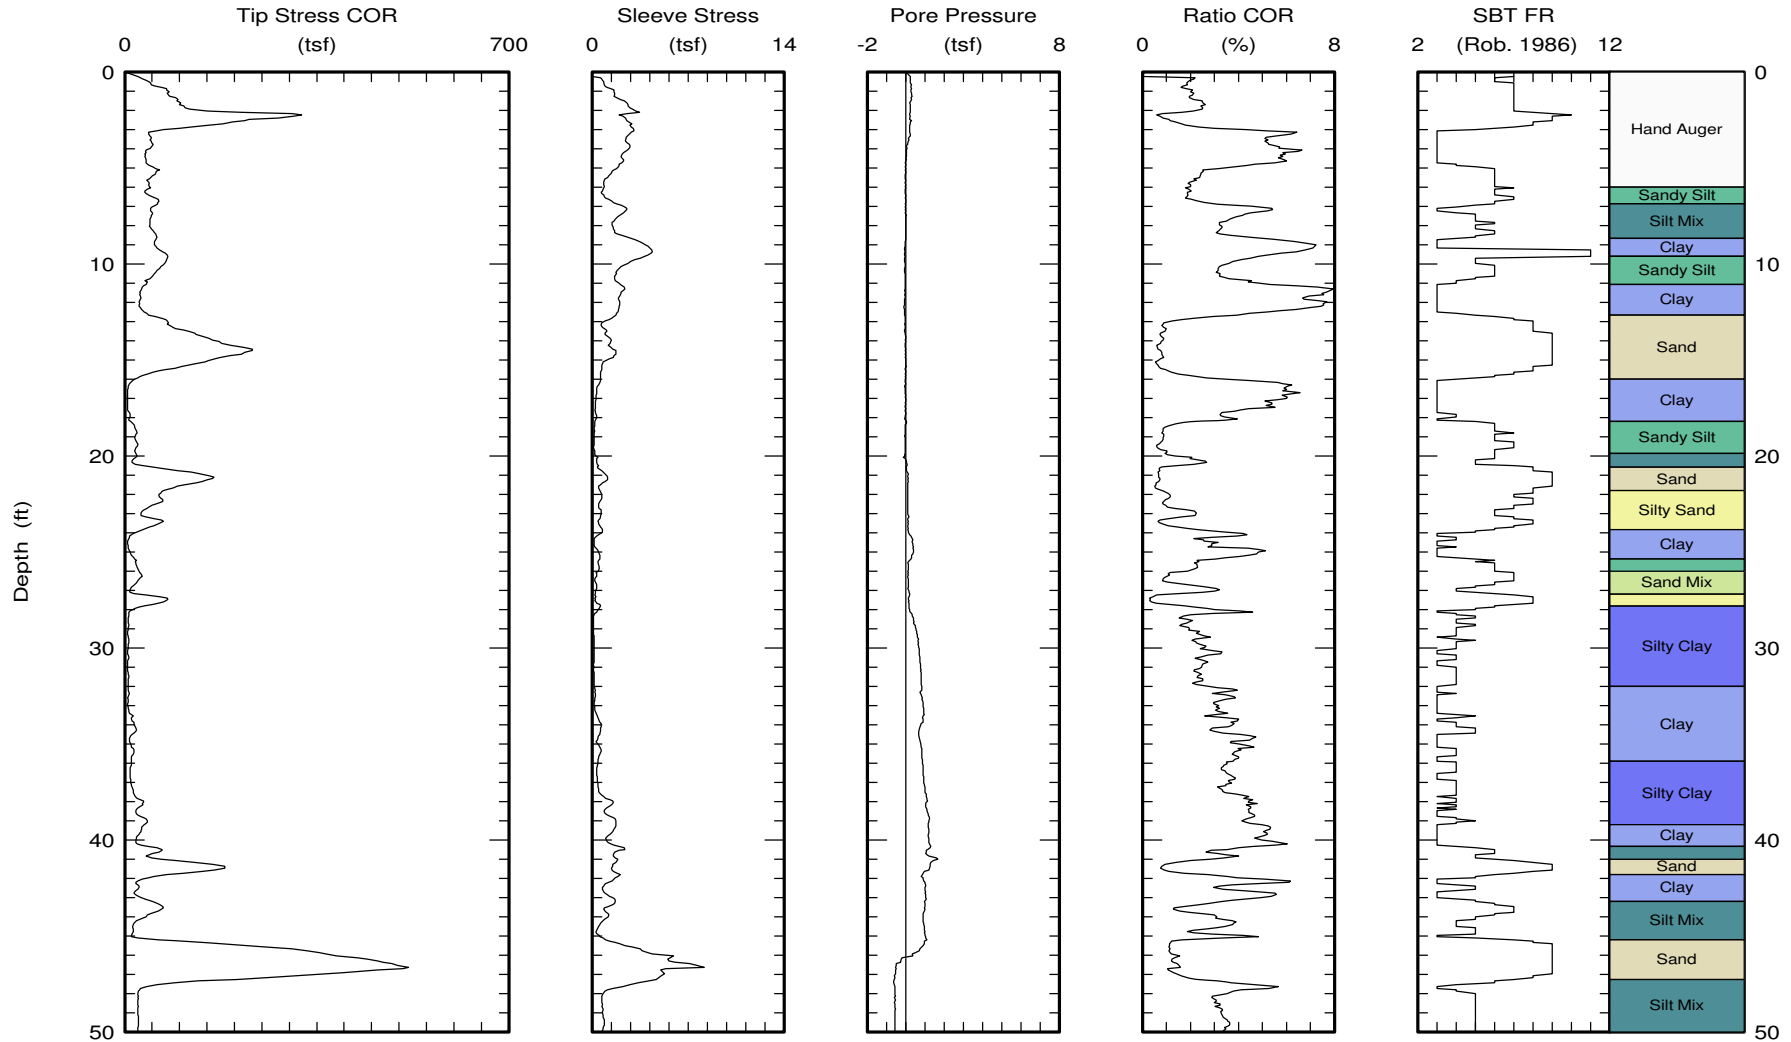 Tip Stress COR
Sleeve Stress
Pore Pressure
Ratio COR
SBT FR
0 (tsf) 700
0 (tsf) 14
-2 (tsf) 8
0 (%) 8
2 (Rob. 1986) 12
0
10
20
30
40
50
Depth (ft)
Hand Auger
Sandy Silt
Silt Mix
Clay
Sandy Silt
Clay
Sand
Clay
Sandy Silt
Sand
Silty Sand
Clay
Sand Mix
Silty Clay
Clay
Silty Clay
Clay
Sand
Clay
Silt Mix
Sand
Silt Mix
0
10
20
30
40
50